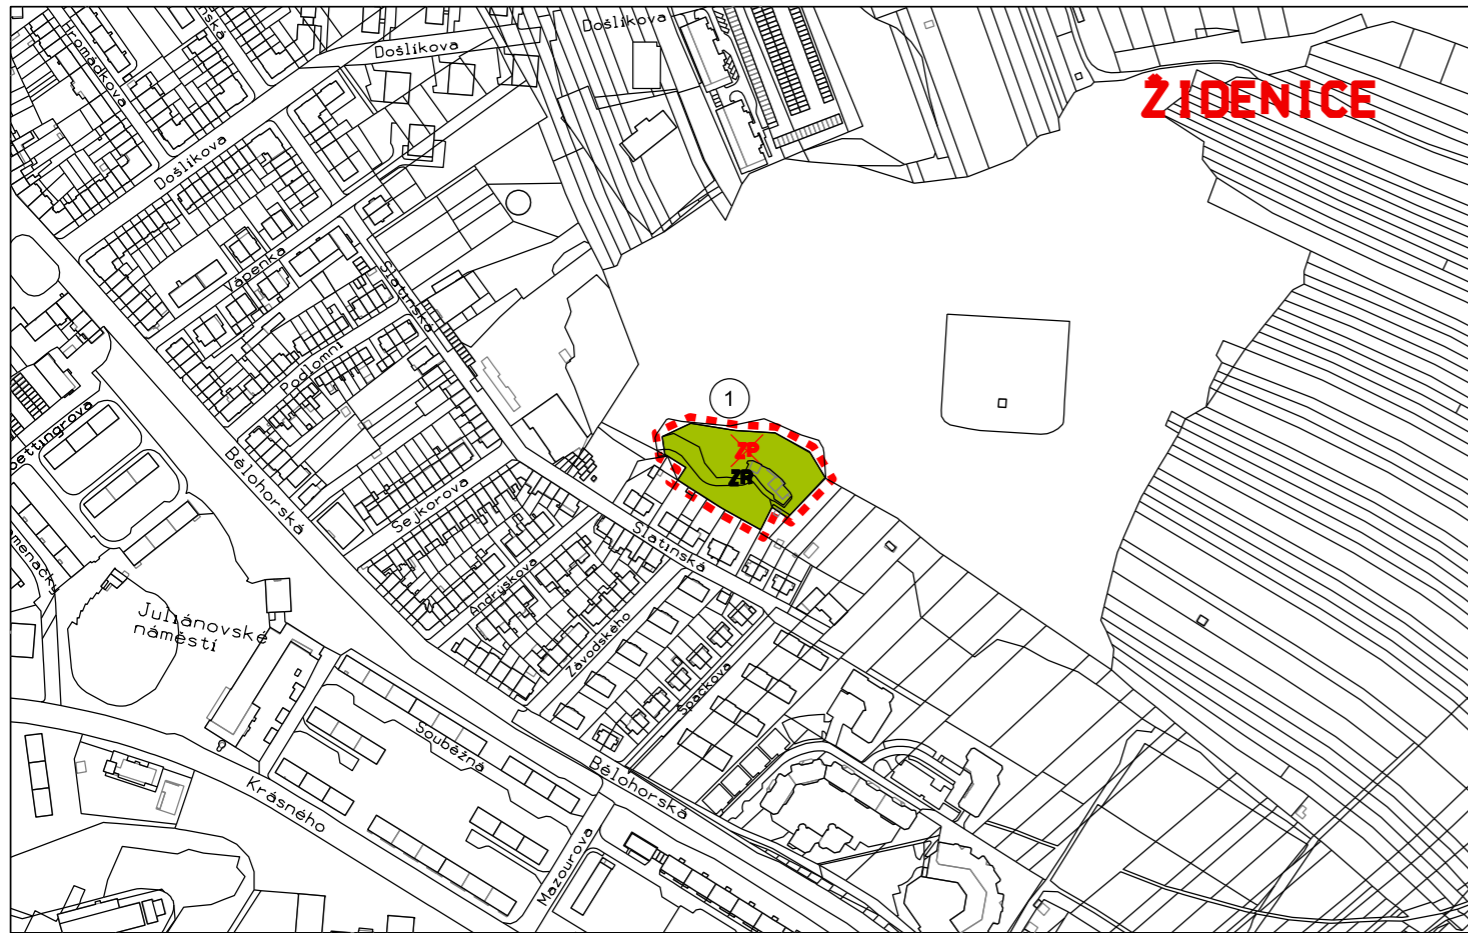 Došlíkova
Došlíkova
ŽIDENICE
Došlíkova
Vápenka
Slatinská
Podlomní
1
ZP
ZR
Bělohorská
Sejkorova
Slatinská
Andrýskova
Juliánovské
náměstí
Závodského
Špačkova
Souběžná
Bělohorská
Krásného
Mazourova